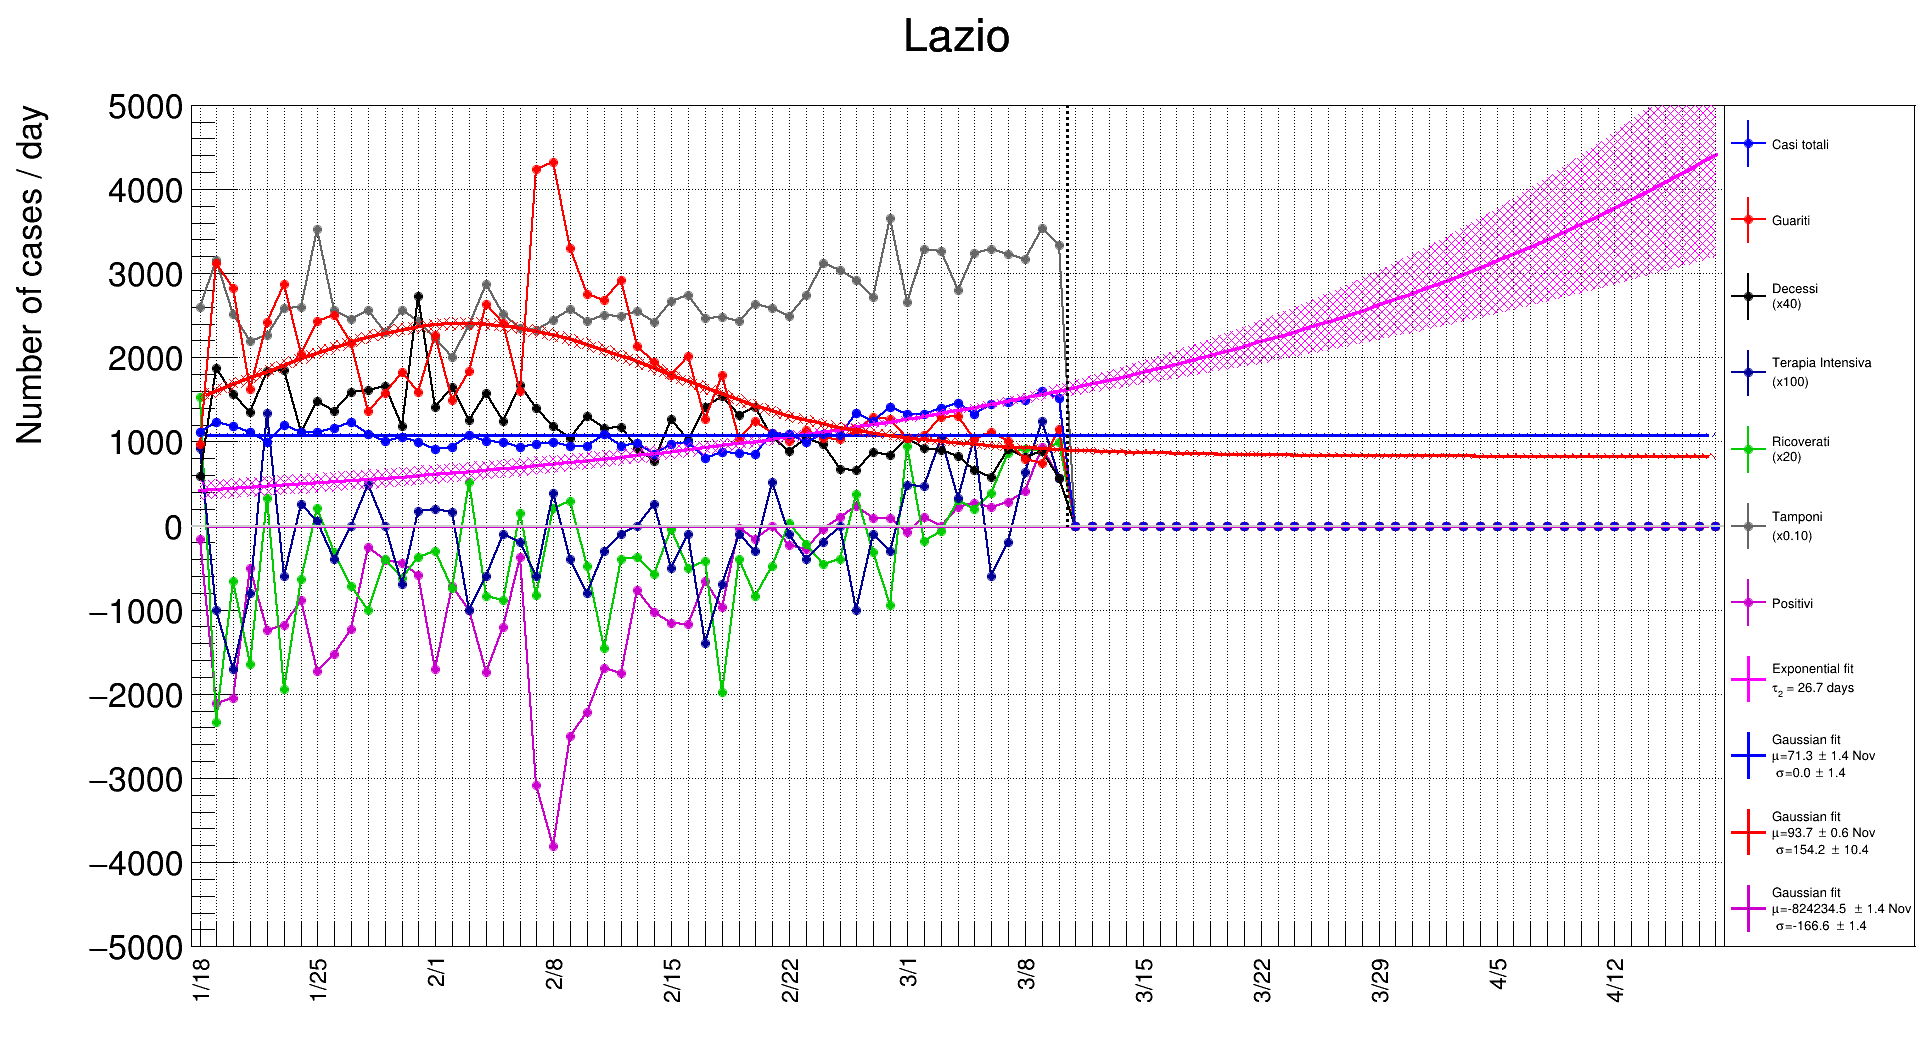 Lazio
Number of cases / day
5000
4000
3000
2000
1000
0
−1000
−2000
−3000
−4000
−5000
1/18
1/25
2/1
2/8
2/15
2/22
3/1
3/8
3/15
3/22
3/29
4/5
4/12
Casi totali
Guariti
Decessi
(x40)
Terapia Intensiva
(x100)
Ricoverati
(x20)
Tamponi
(x0.10)
Positivi
Exponential fit
τ2 = 26.7 days
Gaussian fit
μ=71.3 ± 1.4 Nov
σ=0.0 ± 1.4
Gaussian fit
μ=93.7 ± 0.6 Nov
σ=154.2 ± 10.4
Gaussian fit
μ=-824234.5 ± 1.4 Nov
σ=-166.6 ± 1.4